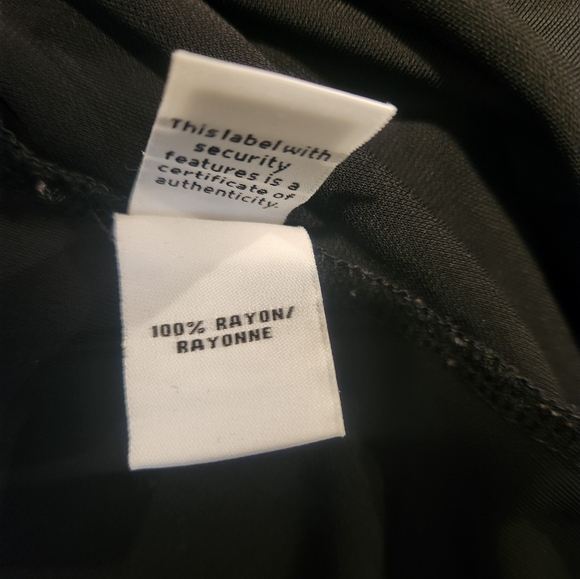 This label with
security
features is a
certificate of
authenticity.
100% RAYON/
RAYONNE